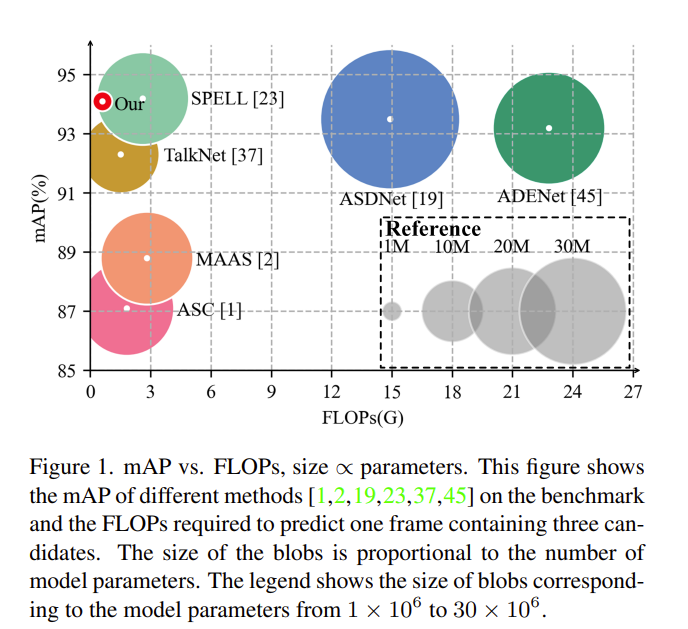 95
93
91
89
87
85
mAP(%)
Our
SPELL [23]
TalkNet [37]
MAAS [2]
ASC [1]
ASDNet [19]
ADENet [45]
Reference
1M 10M 20M 30M
0 3 6 9 12 15 18 21 24 27
FLOPs(G)
Figure 1. mAP vs. FLOPs, size ∝ parameters. This figure shows
the mAP of different methods [1,2,19,23,37,45] on the benchmark
and the FLOPs required to predict one frame containing three can-
didates. The size of the blobs is proportional to the number of
model parameters. The legend shows the size of blobs correspond-
ing to the model parameters from 1 × 10⁶ to 30 × 10⁶.